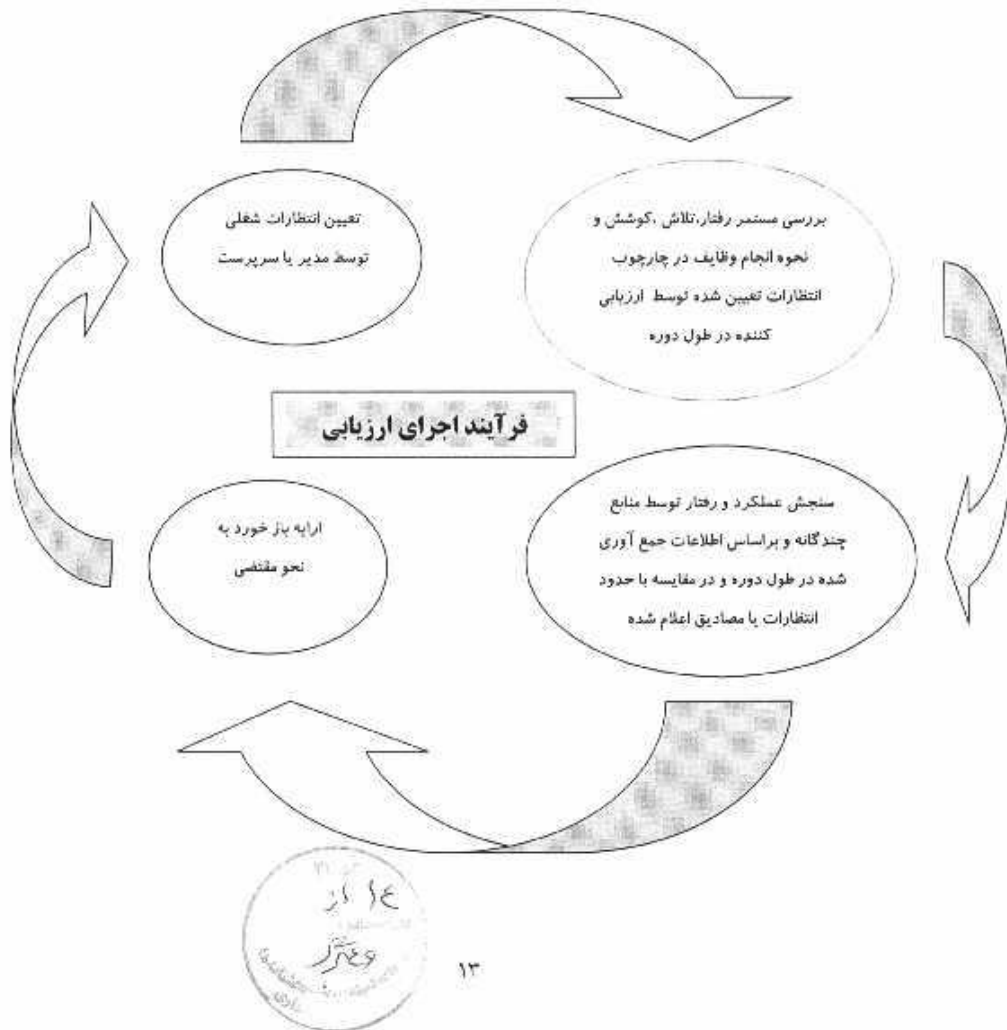 تعیین انتظارات شغلی
توسط مدیر یا سرپرست
بررسی مستمر رفتار،تلاش ،کوشش و
نحوه انجام وظایف در چارچوب
انتظارات تعیین شده توسط ارزیابی
کننده در طول دوره
فرآیند اجرای ارزیابی
سنجش عملکرد و رفتار توسط منابع
چندگانه و براساس اطلاعات جمع آوری
شده در طول دوره و در مقایسه با حدود
انتظارات یا مصادیق اعلام شده
ارایه باز خورد به
نحو مقتضی
۱۳